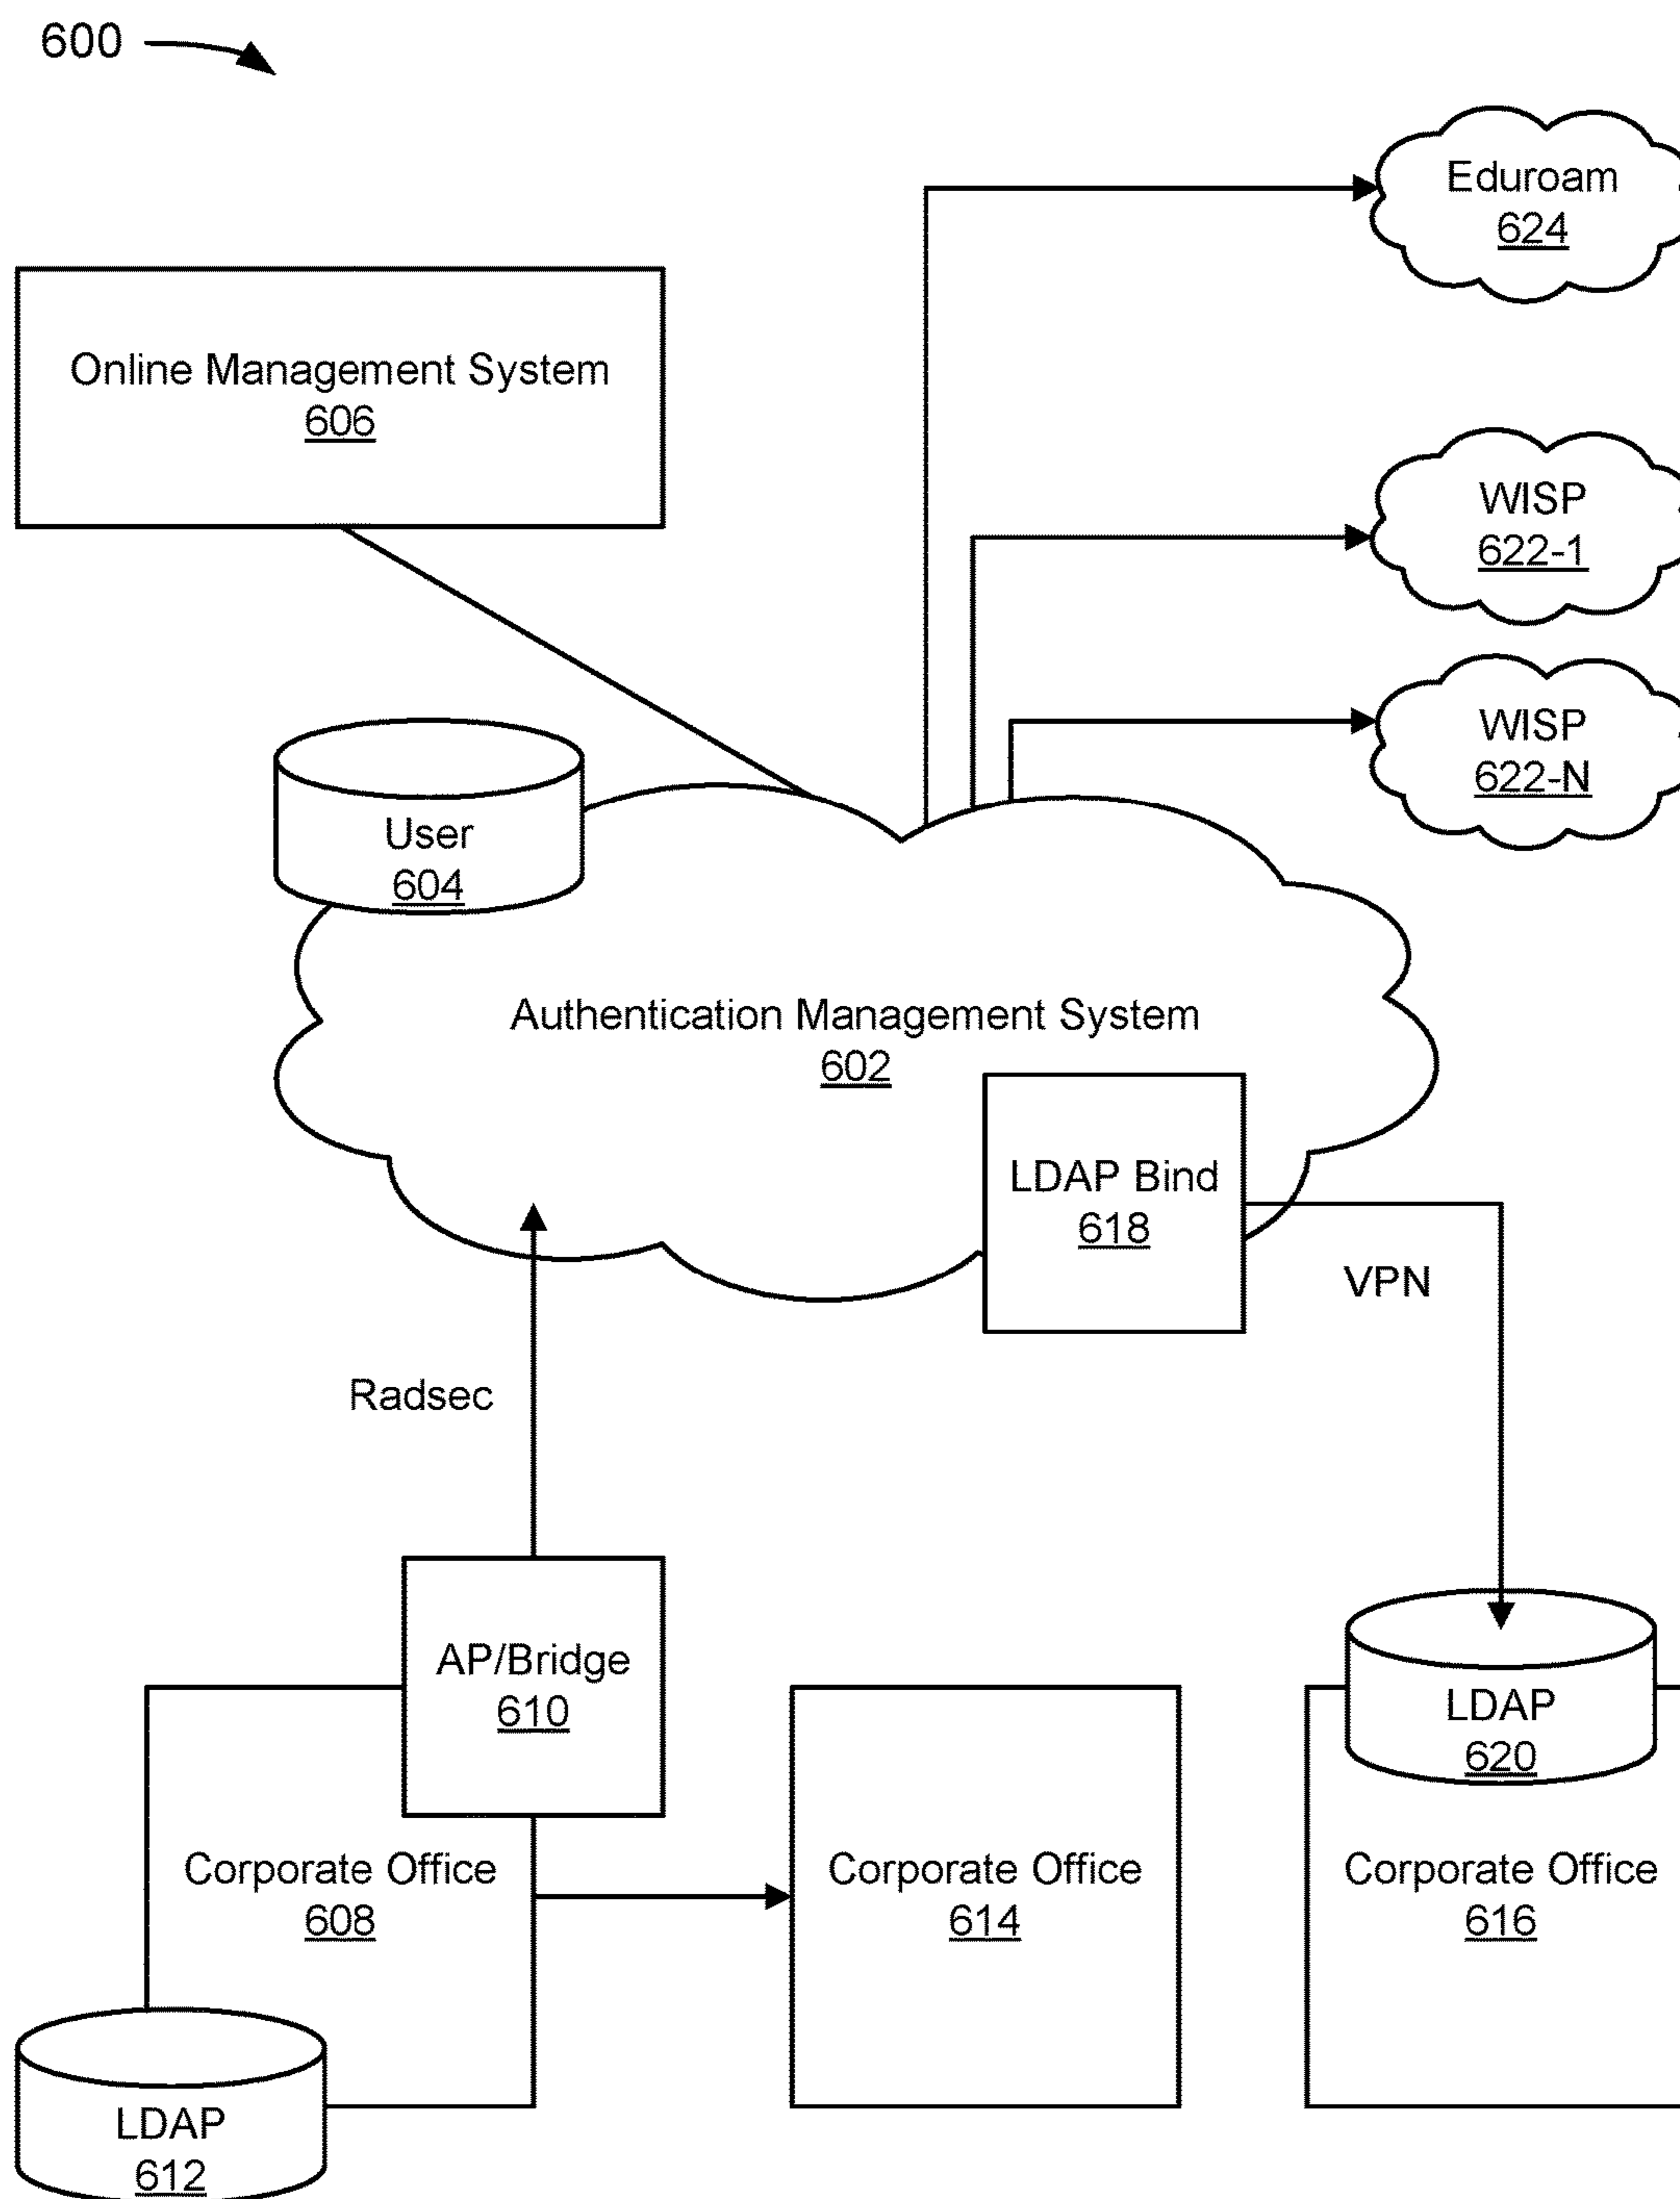 600
Eduroam
624
Online Management System
606
WISP
622-1
WISP
622-N
User
604
Authentication Management System
602
LDAP Bind
618
VPN
Radsec
AP/Bridge
610
LDAP
620
Corporate Office
608
Corporate Office
614
Corporate Office
616
LDAP
612